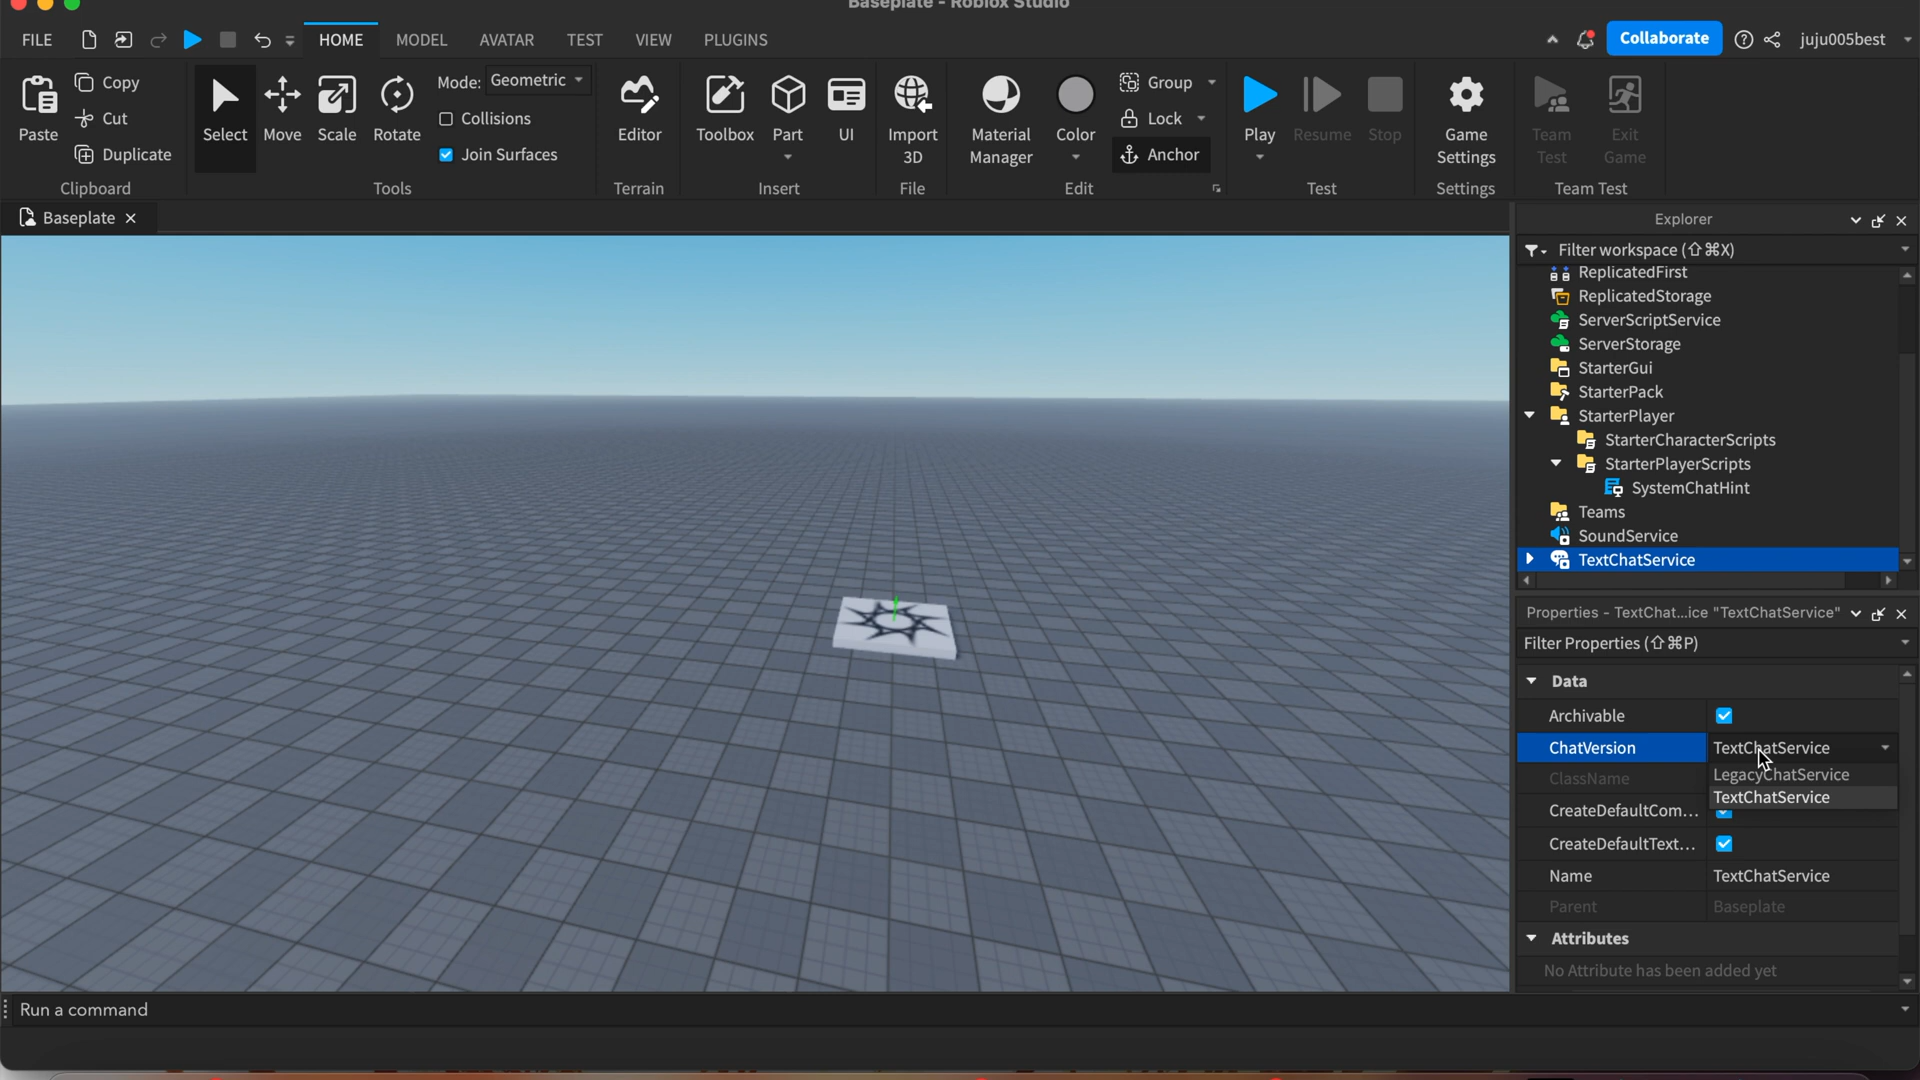 Baseplate - Roblox Studio
FILE HOME MODEL AVATAR TEST VIEW PLUGINS Collaborate juju005best
Paste
Copy
Cut
Duplicate
Clipboard
Select Move Scale Rotate
Mode: Geometric
Collisions
Join Surfaces
Tools
Editor
Terrain
Toolbox Part UI
Insert
Import
3D
File
Material
Manager
Color
Group
Lock
Anchor
Edit
Play Resume Stop
Test
Game
Settings
Settings
Team
Test
Exit
Game
Team Test
Baseplate
Explorer
Filter workspace (⇧⌘X)
ReplicatedFirst
ReplicatedStorage
ServerScriptService
ServerStorage
StarterGui
StarterPack
StarterPlayer
StarterCharacterScripts
StarterPlayerScripts
SystemChatHint
Teams
SoundService
TextChatService
Properties - TextChat...ice "TextChatService"
Filter Properties (⇧⌘P)
Data
Archivable
ChatVersion TextChatService
LegacyChatService
TextChatService
ClassName
CreateDefaultCom...
CreateDefaultText...
Name TextChatService
Parent Baseplate
Attributes
No Attribute has been added yet
Run a command